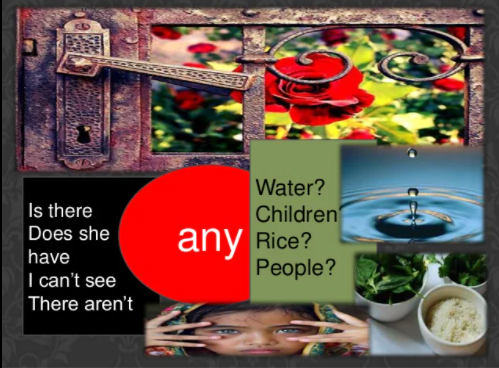 Is there
Does she
have
I can't see
There aren't
any
Water?
Children
Rice?
People?